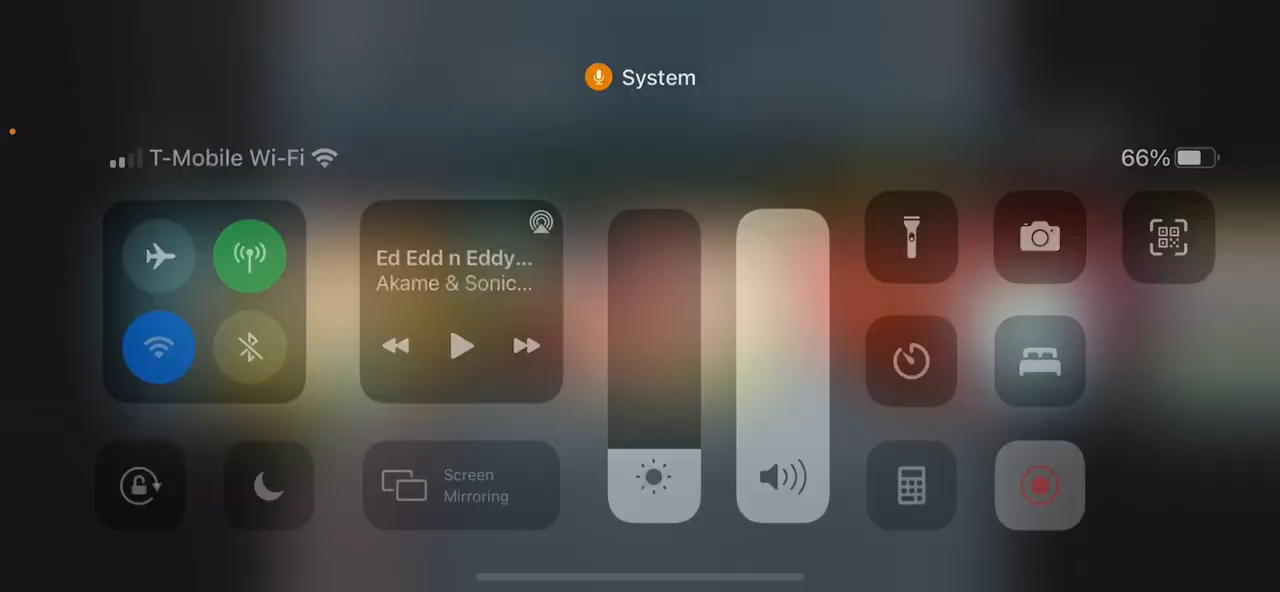 System
T-Mobile Wi-Fi
66%
Ed Edd n Eddy...
Akame & Sonic...
Screen
Mirroring